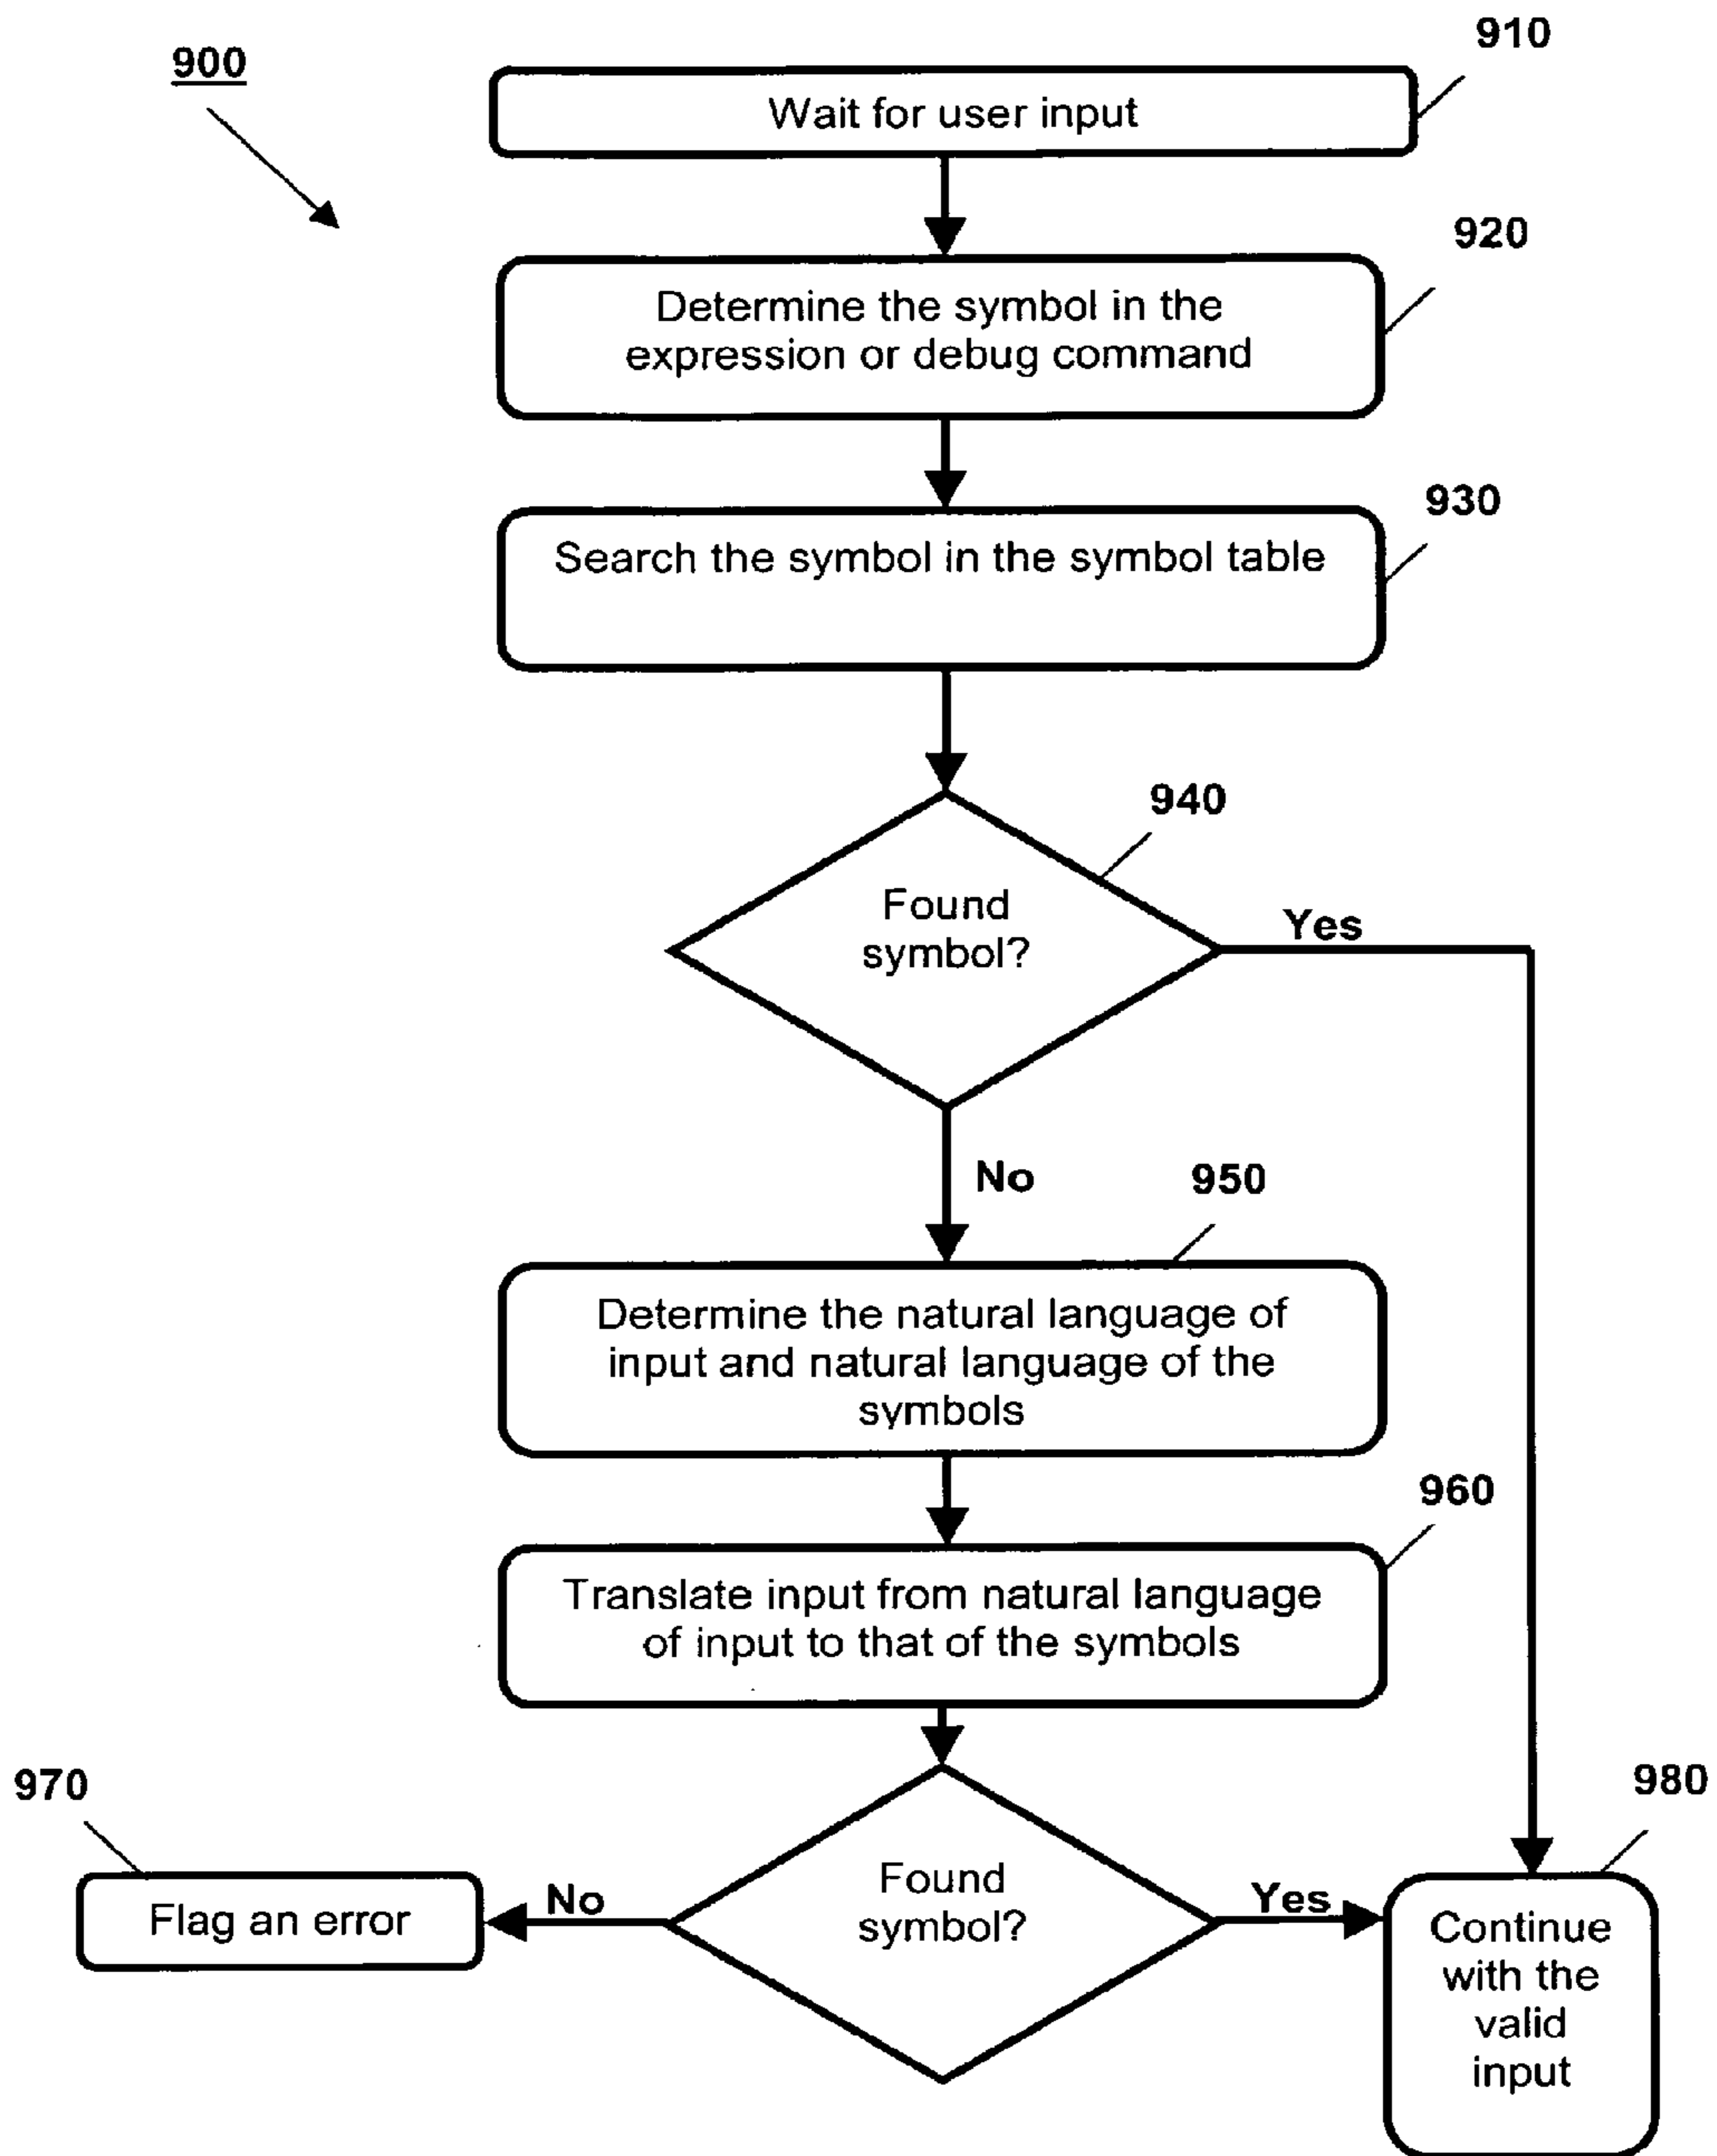 900
910
Wait for user input
920
Determine the symbol in the
expression or debug command
930
Search the symbol in the symbol table
940
Found
symbol?
Yes
No
950
Determine the natural language of
input and natural language of the
symbols
960
Translate input from natural language
of input to that of the symbols
970
Flag an error
No
Found
symbol?
Yes
980
Continue
with the
valid
input